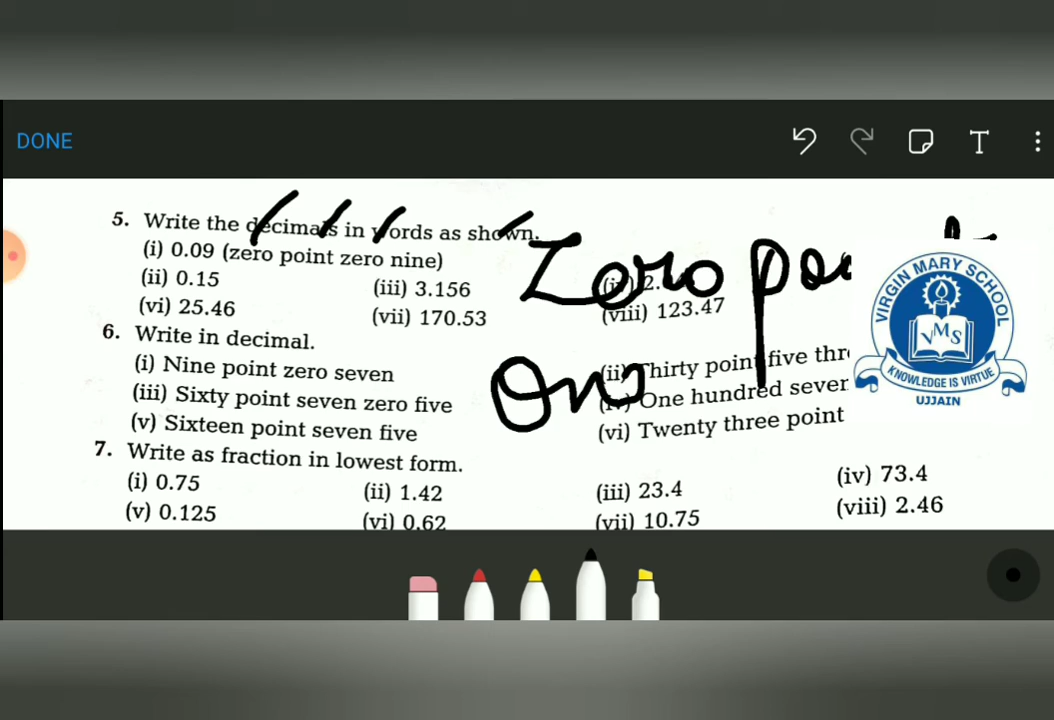 DONE
T
5. Write the decimals in words as shown.
(i) 0.09 (zero point zero nine)
(ii) 0.15 (iii) 3.156
(vi) 25.46 (vii) 170.53 (viii) 123.47
Zero
One
6. Write in decimal.
(i) Nine point zero seven (ii) Thirty point five
(iii) Sixty point seven zero five (iv) One hundred
(v) Sixteen point seven five (vi) Twenty three point
7. Write as fraction in lowest form.
(i) 0.75 (ii) 1.42 (iii) 23.4 (iv) 73.4
(v) 0.125 (vi) 0.62 (vii) 10.75 (viii) 2.46
VIRGIN MARY SCHOOL
VMS
KNOWLEDGE IS VIRTUE
UJJAIN